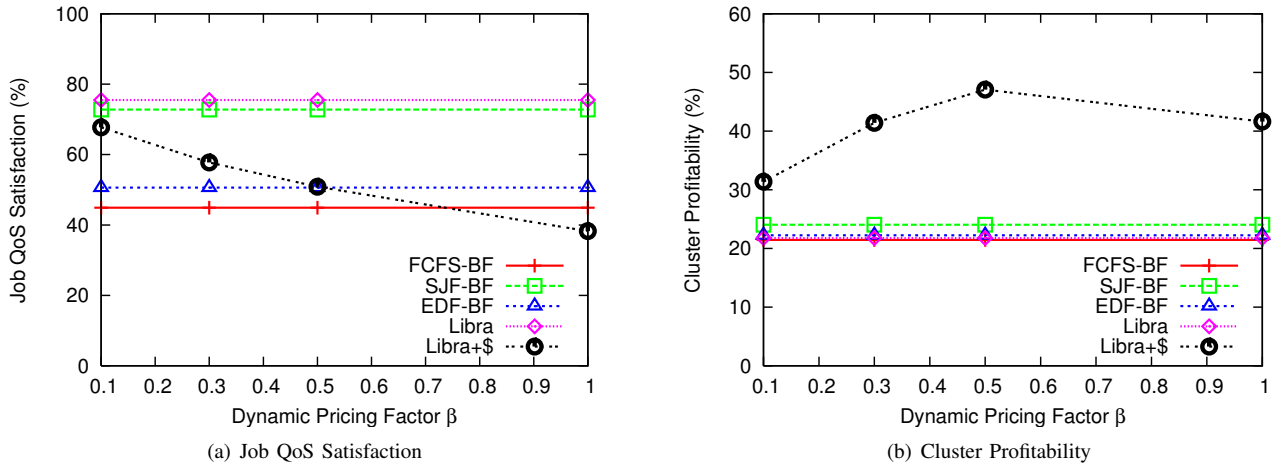 100
80
60
40
20
0
Job QoS Satisfaction (%)
FCFS-BF
SJF-BF
EDF-BF
Libra
Libra+$
0.1 0.2 0.3 0.4 0.5 0.6 0.7 0.8 0.9 1
Dynamic Pricing Factor β
(a) Job QoS Satisfaction
60
50
40
30
20
10
0
Cluster Profitability (%)
FCFS-BF
SJF-BF
EDF-BF
Libra
Libra+$
0.1 0.2 0.3 0.4 0.5 0.6 0.7 0.8 0.9 1
Dynamic Pricing Factor β
(b) Cluster Profitability